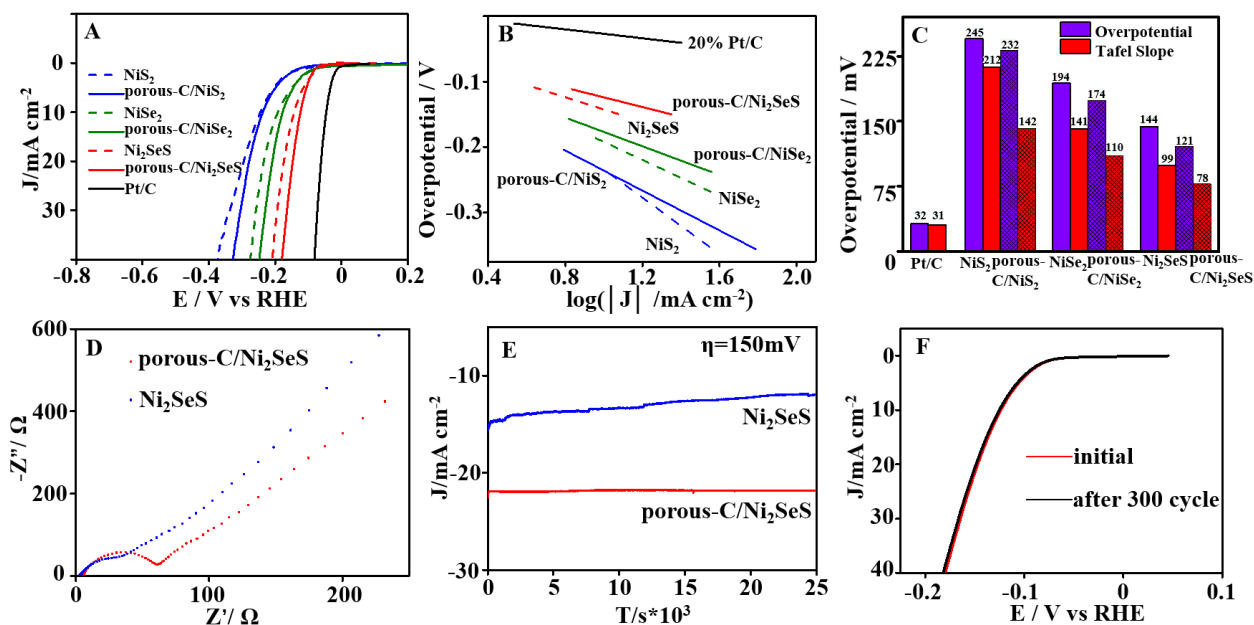 A
J/mA cm⁻²
0
10
20
30
NiS₂
porous-C/NiS₂
NiSe₂
porous-C/NiSe₂
Ni₂SeS
porous-C/Ni₂SeS
Pt/C
-0.8
-0.6
-0.4
-0.2
0
0.2
E / V vs RHE
B
Overpotential / V
-0.1
-0.2
-0.3
20% Pt/C
porous-C/Ni₂SeS
Ni₂SeS
porous-C/NiSe₂
porous-C/NiS₂
NiSe₂
NiS₂
0.4
0.8
1.2
1.6
2.0
log(|J| /mA cm⁻²)
C
Overpotential / mV
225
150
75
0
Overpotential
Tafel Slope
32
31
245
212
232
142
194
141
174
110
144
99
121
78
Pt/C
NiS₂
porous-
C/NiS₂
NiSe₂
porous-
C/NiSe₂
Ni₂SeS
porous-
C/Ni₂SeS
D
-Z''/ Ω
600
400
200
0
porous-C/Ni₂SeS
Ni₂SeS
0
100
200
Z'/ Ω
E
η=150mV
J/mA cm⁻²
-10
-20
-30
Ni₂SeS
porous-C/Ni₂SeS
0
5
10
15
20
25
T/s*10³
F
J/mA cm⁻²
0
10
20
30
40
initial
after 300 cycle
-0.2
-0.1
0
0.1
E / V vs RHE